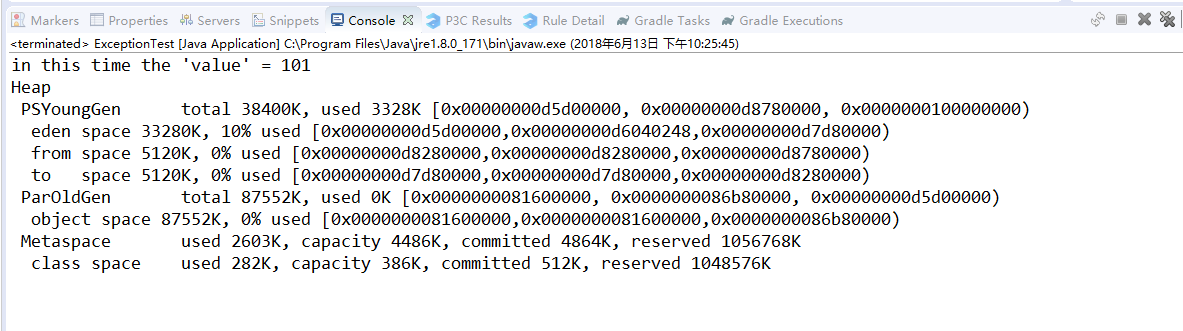 Markers Properties Servers Snippets Console P3C Results Rule Detail Gradle Tasks Gradle Executions
<terminated> ExceptionTest [Java Application] C:\Program Files\Java\jre1.8.0_171\bin\javaw.exe (2018年6月13日 下午10:25:45)
in this time the 'value' = 101
Heap
PSYoungGen total 38400K, used 3328K [0x00000000d5d00000, 0x00000000d8780000, 0x0000000100000000)
eden space 33280K, 10% used [0x00000000d5d00000,0x00000000d6040248,0x00000000d7d80000)
from space 5120K, 0% used [0x00000000d8280000,0x00000000d8280000,0x00000000d8780000)
to space 5120K, 0% used [0x00000000d7d80000,0x00000000d7d80000,0x00000000d8280000)
ParOldGen total 87552K, used 0K [0x0000000081600000, 0x0000000086b80000, 0x00000000d5d00000)
object space 87552K, 0% used [0x0000000081600000,0x0000000081600000,0x0000000086b80000)
Metaspace used 2603K, capacity 4486K, committed 4864K, reserved 1056768K
class space used 282K, capacity 386K, committed 512K, reserved 1048576K